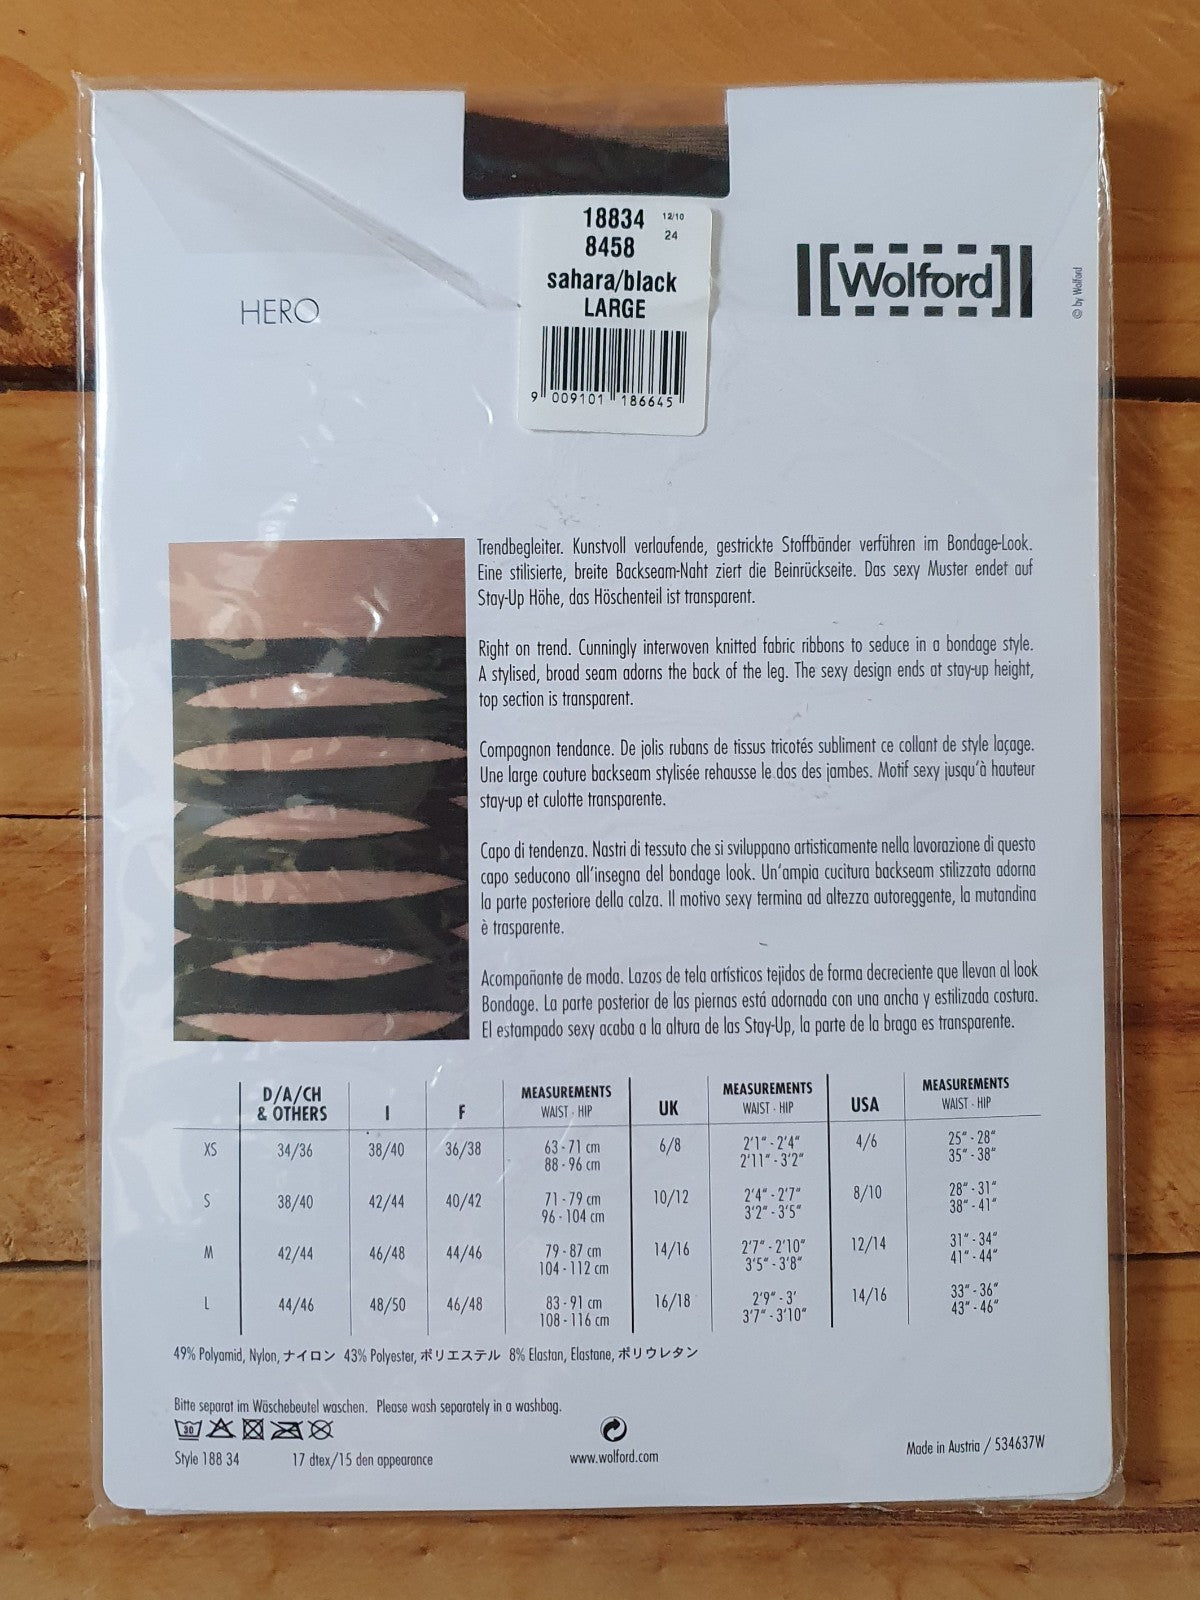 18834 12/10
8458 24
sahara/black
LARGE
9 009101 186645
HERO
Wolford
© by Wolford
Trendbegleiter. Kunstvoll verlaufende, gestrickte Stoffbänder verführen im Bondage-Look.
Eine stilisierte, breite Backseam-Naht ziert die Beinrückseite. Das sexy Muster endet auf
Stay-Up Höhe, das Höschenteil ist transparent.
Right on trend. Cunningly interwoven knitted fabric ribbons to seduce in a bondage style.
A stylised, broad seam adorns the back of the leg. The sexy design ends at stay-up height,
top section is transparent.
Compagnon tendance. De jolis rubans de tissus tricotés subliment ce collant de style laçage.
Une large couture backseam stylisée rehausse le dos des jambes. Motif sexy jusqu'à hauteur
stay-up et culotte transparente.
Capo di tendenza. Nastri di tessuto che si sviluppano artisticamente nella lavorazione di questo
capo seducono all'insegna del bondage look. Un'ampia cucitura backseam stilizzata adorna
la parte posteriore della calza. Il motivo sexy termina ad altezza autoreggente, la mutandina
è trasparente.
Acompañante de moda. Lazos de tela artísticos tejidos de forma decreciente que llevan al look
Bondage. La parte posterior de las piernas está adornada con una ancha y estilizada costura.
El estampado sexy acaba a la altura de las Stay-Up, la parte de la braga es transparente.
D/A/CH & OTHERS I F MEASUREMENTS WAIST · HIP UK MEASUREMENTS WAIST · HIP USA MEASUREMENTS WAIST · HIP
XS 34/36 38/40 36/38 63 - 71 cm 88 - 96 cm 6/8 2'1" - 2'4" 2'11" - 3'2" 4/6 25" - 28" 35" - 38"
S 38/40 42/44 40/42 71 - 79 cm 96 - 104 cm 10/12 2'4" - 2'7" 3'2" - 3'5" 8/10 28" - 31" 38" - 41"
M 42/44 46/48 44/46 79 - 87 cm 104 - 112 cm 14/16 2'7" - 2'10" 3'5" - 3'8" 12/14 31" - 34" 41" - 44"
L 44/46 48/50 46/48 83 - 91 cm 108 - 116 cm 16/18 2'9" - 3' 3'7" - 3'10" 14/16 33" - 36" 43" - 46"
49% Polyamid, Nylon, ナイロン 43% Polyester, ポリエステル 8% Elastan, Elastane, ポリウレタン
Bitte separat im Wäschebeutel waschen. Please wash separately in a washbag.
30
Style 188 34 17 dtex/15 den appearance www.wolford.com Made in Austria / 534637W